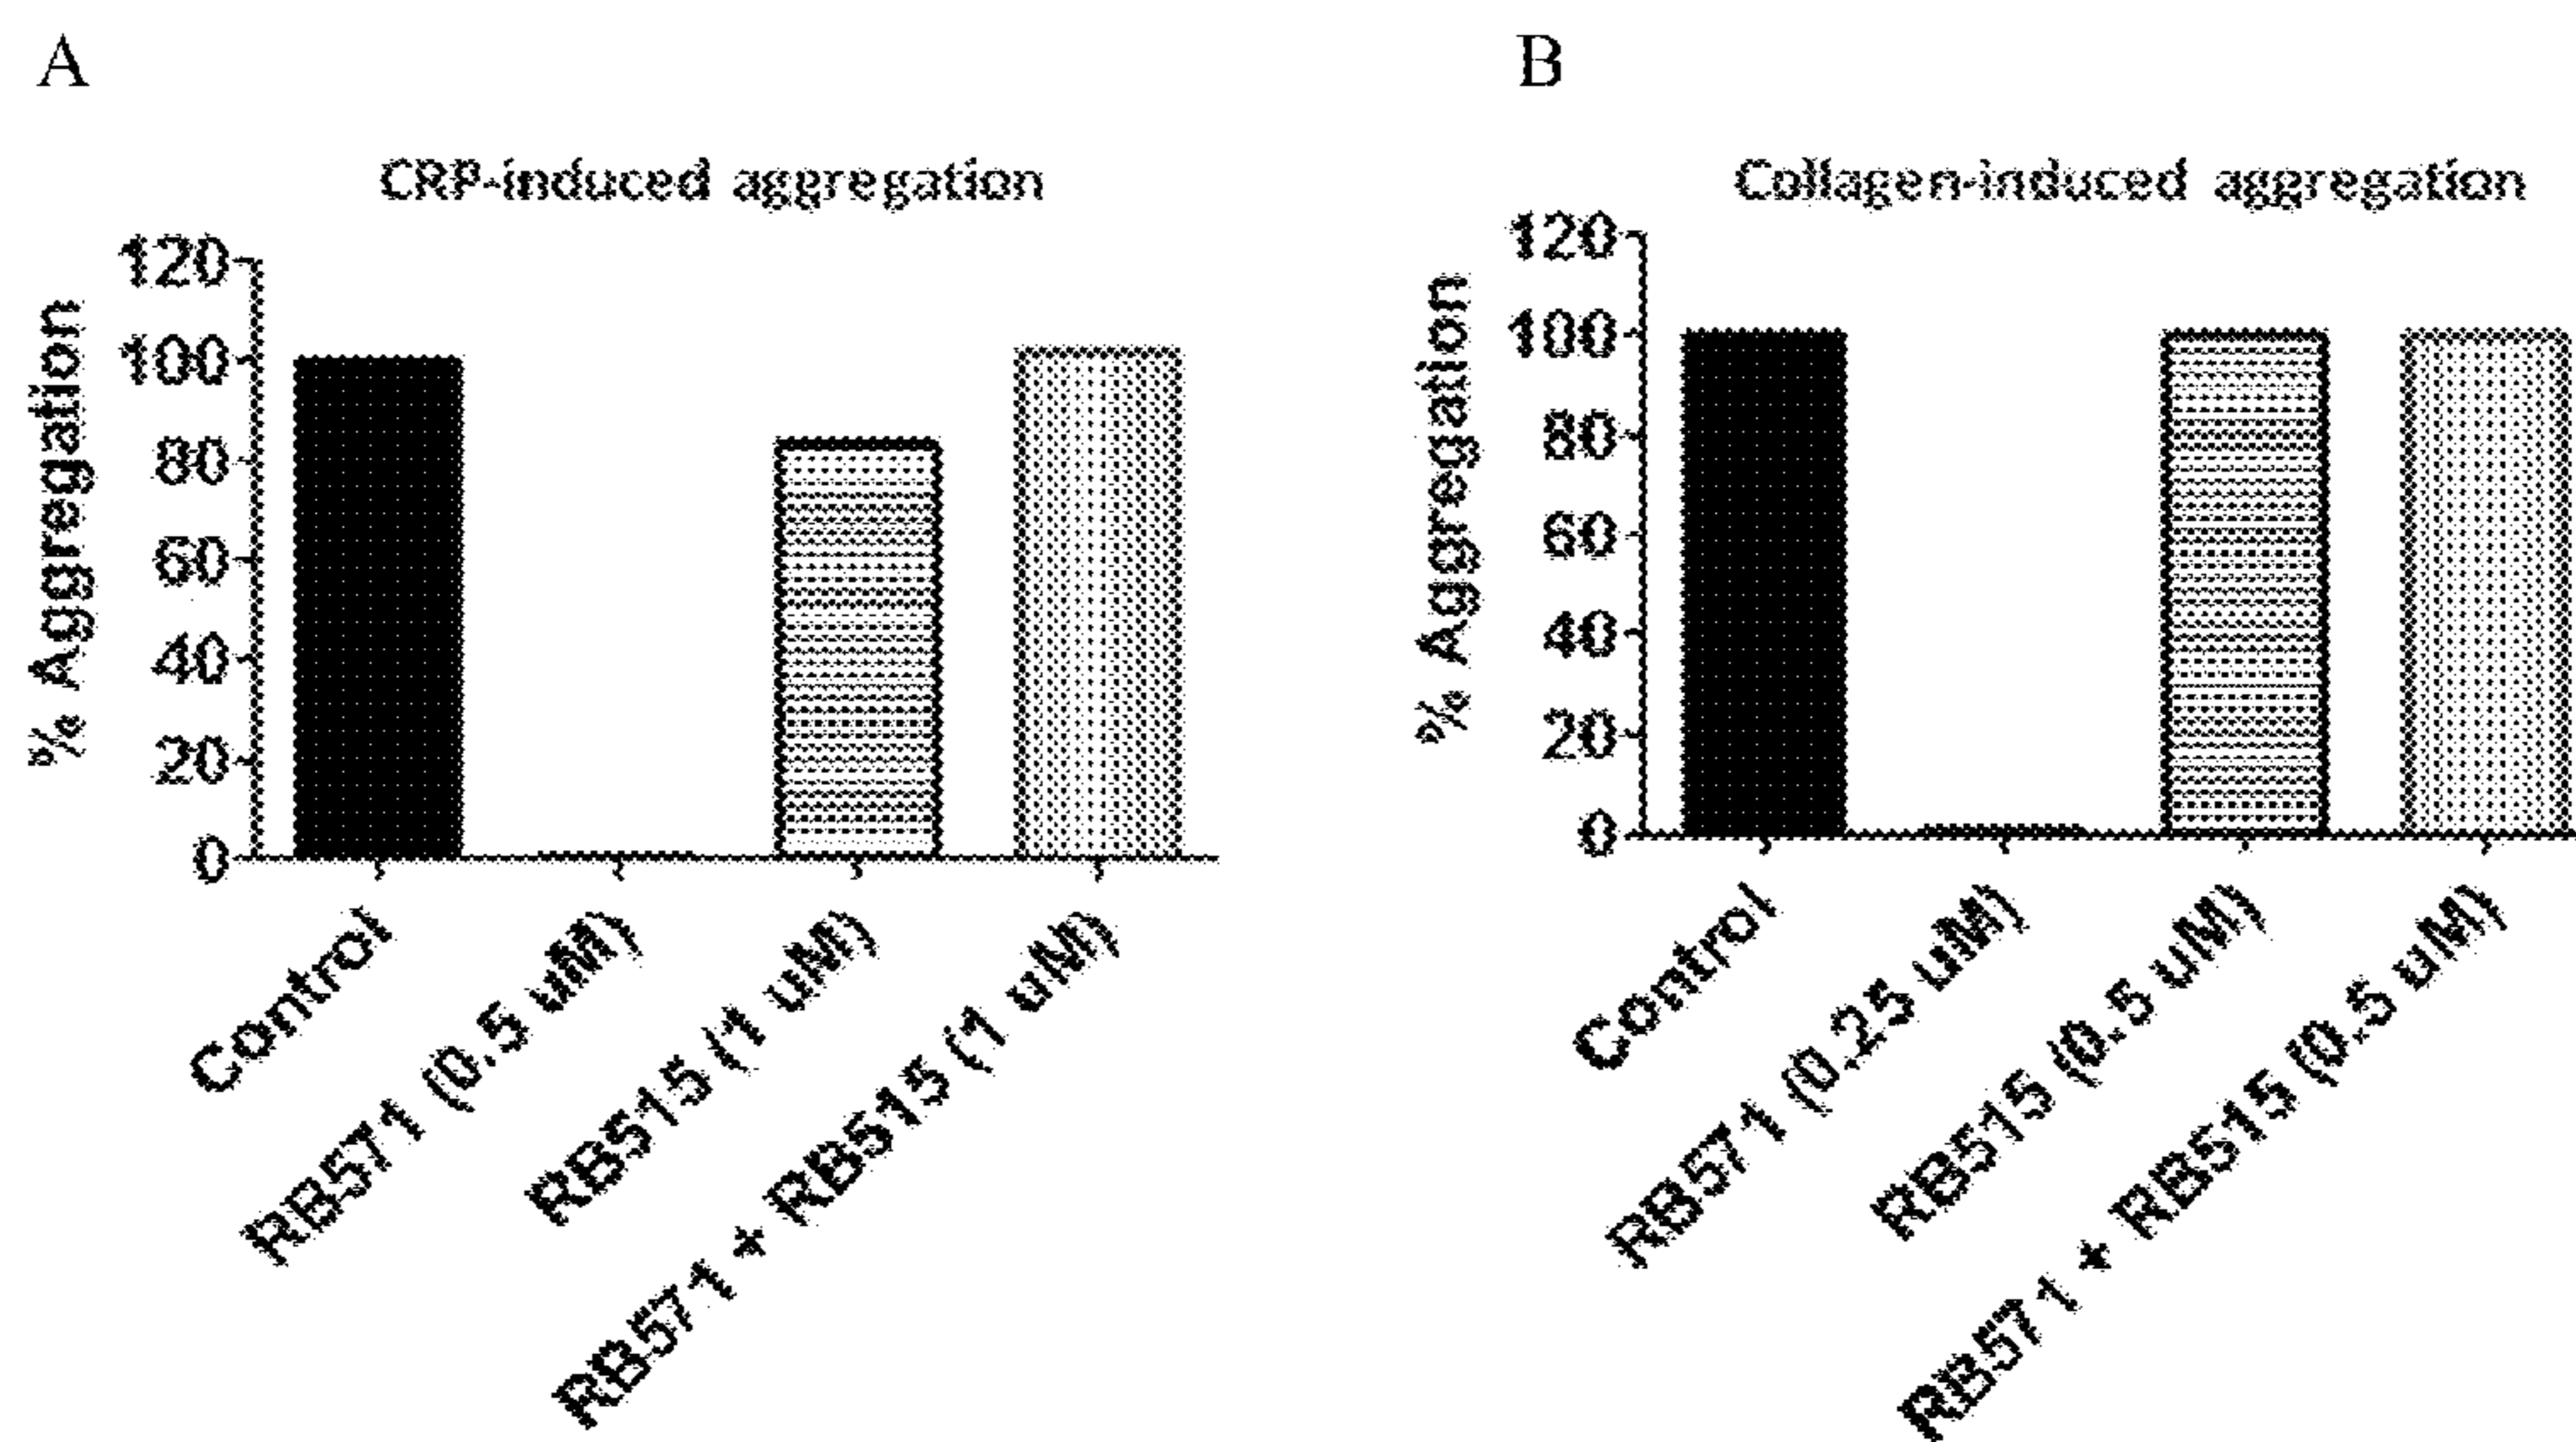 A
CRP-induced aggregation
% Aggregation
120
100
80
60
40
20
0
Control
RB571 (0.5 uM)
RB515 (1 uM)
RB571 + RB515 (1 uM)
B
Collagen-induced aggregation
% Aggregation
120
100
80
60
40
20
0
Control
RB571 (0.25 uM)
RB515 (0.5 uM)
RB571 + RB515 (0.5 uM)